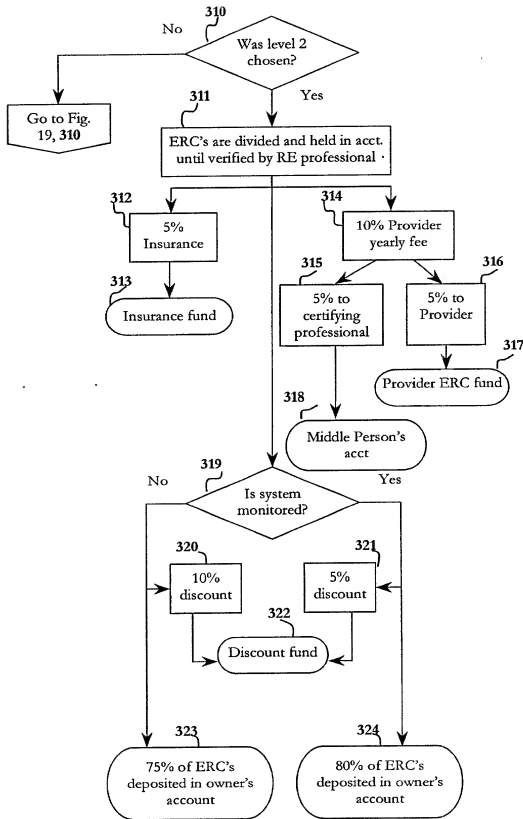 310
No
Was level 2
chosen?
Yes
Go to Fig.
19, 310
311
ERC's are divided and held in acct.
until verified by RE professional
312
5%
Insurance
313
Insurance fund
314
10% Provider
yearly fee
315
5% to
certifying
professional
316
5% to
Provider
317
Provider ERC fund
318
Middle Person's
acct
No
319
Is system
monitored?
Yes
320
10%
discount
321
5%
discount
322
Discount fund
323
75% of ERC's
deposited in owner's
account
324
80% of ERC's
deposited in owner's
account